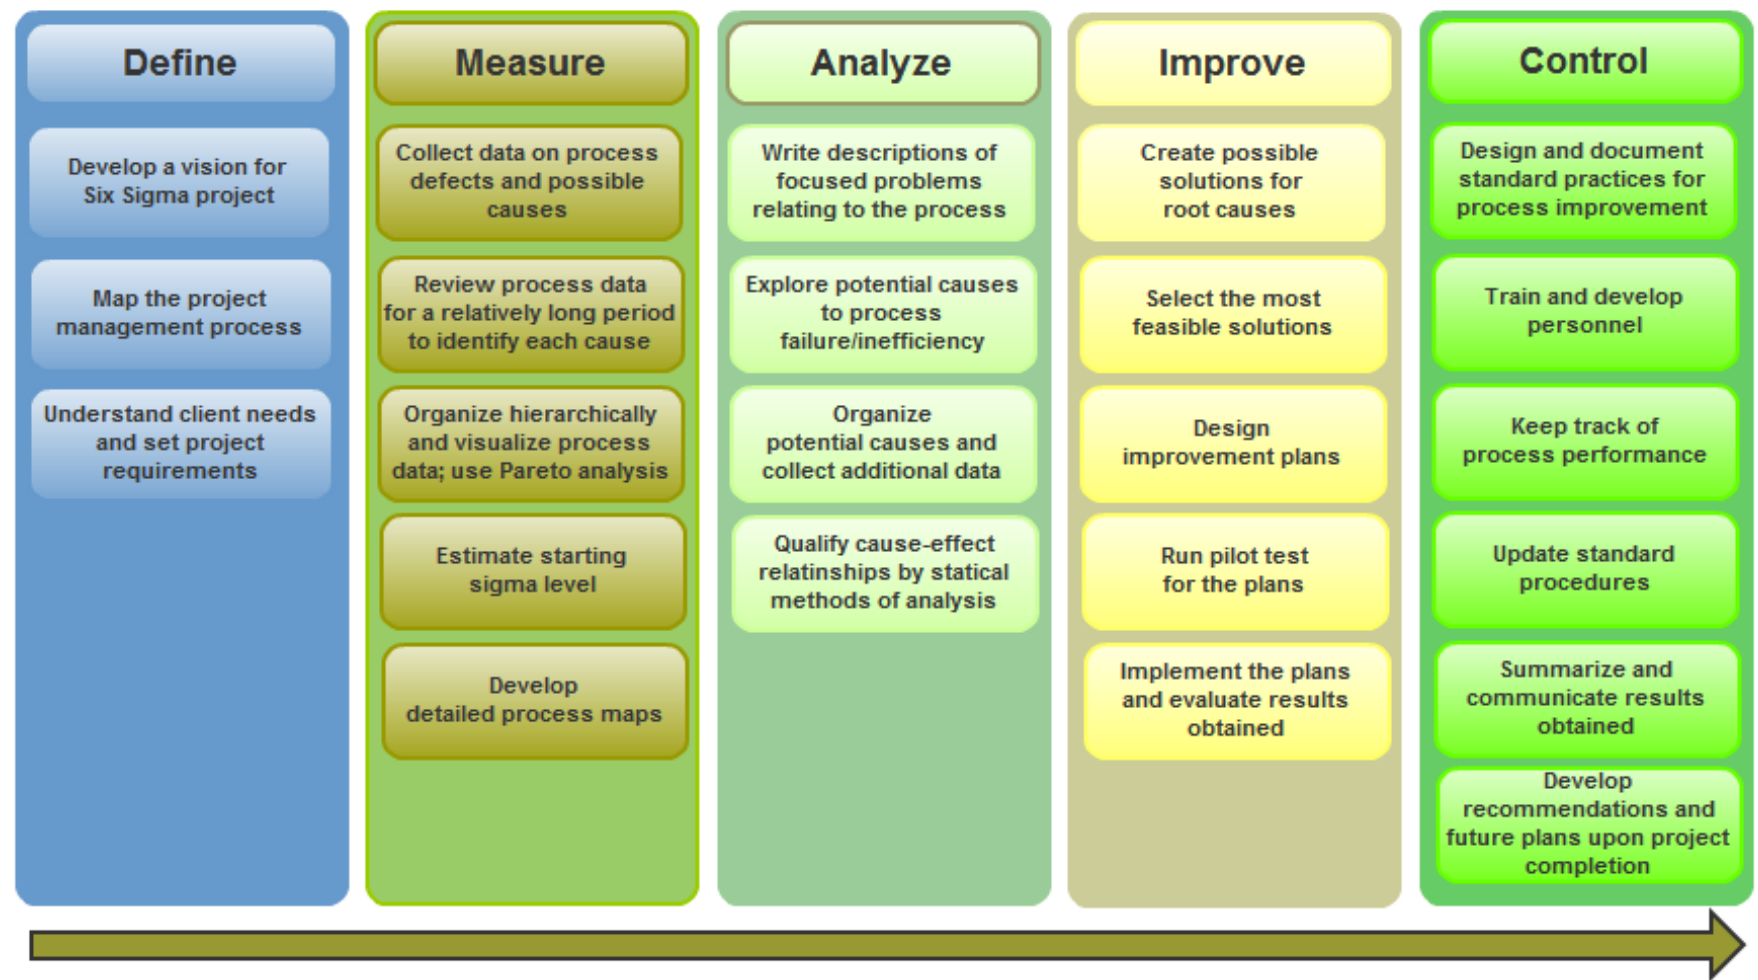 Define
Develop a vision for
Six Sigma project
Map the project
management process
Understand client needs
and set project
requirements
Measure
Collect data on process
defects and possible
causes
Review process data
for a relatively long period
to identify each cause
Organize hierarchically
and visualize process
data; use Pareto analysis
Estimate starting
sigma level
Develop
detailed process maps
Analyze
Write descriptions of
focused problems
relating to the process
Explore potential causes
to process
failure/inefficiency
Organize
potential causes and
collect additional data
Qualify cause-effect
relatinships by statical
methods of analysis
Improve
Create possible
solutions for
root causes
Select the most
feasible solutions
Design
improvement plans
Run pilot test
for the plans
Implement the plans
and evaluate results
obtained
Control
Design and document
standard practices for
process improvement
Train and develop
personnel
Keep track of
process performance
Update standard
procedures
Summarize and
communicate results
obtained
Develop
recommendations and
future plans upon project
completion